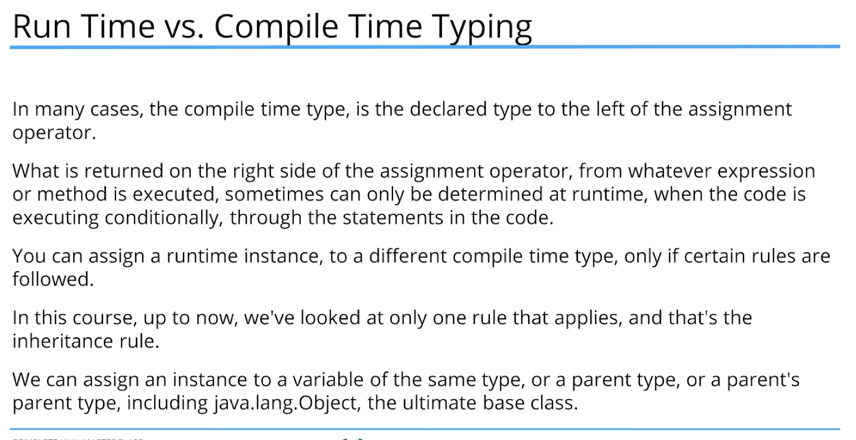 Run Time vs. Compile Time Typing
In many cases, the compile time type, is the declared type to the left of the assignment
operator.
What is returned on the right side of the assignment operator, from whatever expression
or method is executed, sometimes can only be determined at runtime, when the code is
executing conditionally, through the statements in the code.
You can assign a runtime instance, to a different compile time type, only if certain rules are
followed.
In this course, up to now, we've looked at only one rule that applies, and that's the
inheritance rule.
We can assign an instance to a variable of the same type, or a parent type, or a parent's
parent type, including java.lang.Object, the ultimate base class.